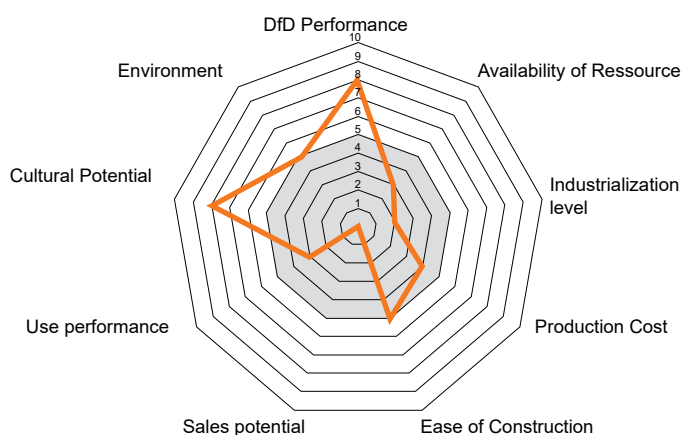 DfD Performance
10
9
8
7
6
5
4
3
2
1
Environment
Availability of Ressource
Cultural Potential
Industrialization
level
Use performance
Production Cost
Sales potential
Ease of Construction